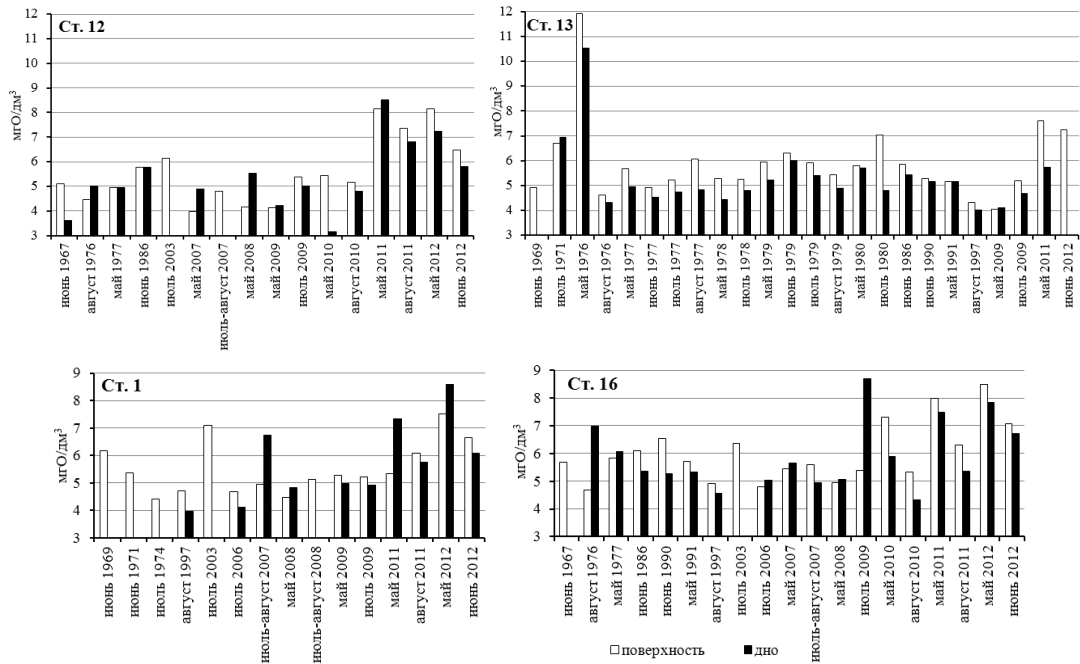 Ст. 12
мгО/дм³
12
11
10
9
8
7
6
5
4
3
июнь 1967
август 1976
май 1977
июнь 1986
июль 2003
май 2007
июль-август 2007
май 2008
май 2009
июль 2009
май 2010
август 2010
май 2011
август 2011
май 2012
июнь 2012
Ст. 13
мгО/дм³
12
11
10
9
8
7
6
5
4
3
июнь 1969
июль 1971
май 1976
август 1976
май 1977
июнь 1977
июль 1977
август 1977
май 1978
июль 1978
май 1979
июнь 1979
июль 1979
август 1979
май 1980
июль 1980
июнь 1986
июнь 1990
май 1991
август 1997
май 2009
июль 2009
май 2011
июнь 2012
Ст. 1
мгО/дм³
9
8
7
6
5
4
3
июнь 1969
июнь 1971
июль 1974
август 1997
июль 2003
июль 2006
июль-август 2007
май 2008
июль-август 2008
май 2009
июль 2009
май 2011
август 2011
май 2012
июнь 2012
Ст. 16
мгО/дм³
9
8
7
6
5
4
3
июнь 1967
август 1976
май 1977
июнь 1986
июнь 1990
май 1991
август 1997
июль 2003
июль 2006
май 2007
июль-август 2007
май 2008
июль 2009
май 2010
август 2010
май 2011
август 2011
май 2012
июнь 2012
поверхность
дно